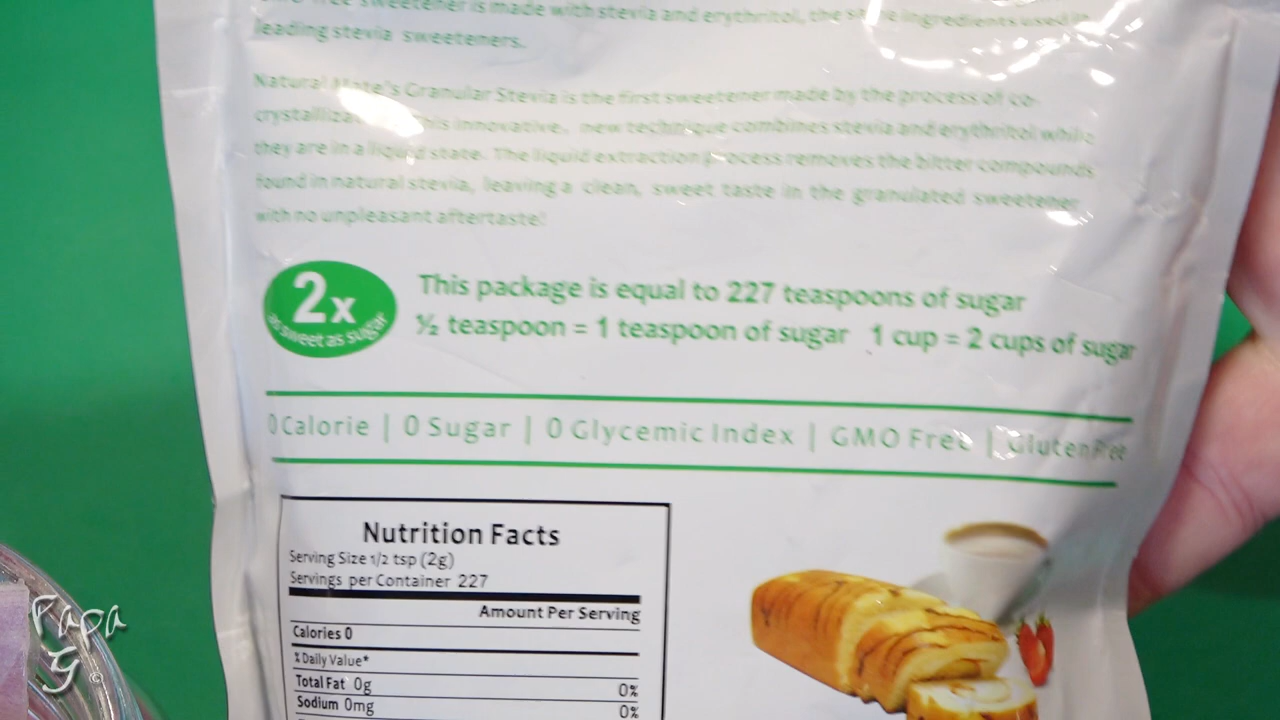 free sweetener is made with stevia and erythritol, the same ingredients used in
leading stevia sweeteners.
Natural Mate's Granular Stevia is the first sweetener made by the process of co-
This innovative, new technique combines stevia and erythritol while
they are in a liquid state. The liquid extraction process removes the bitter compounds
found in natural stevia, leaving a clean, sweet taste in the granulated sweetener
with no unpleasant aftertaste!
2x
as sweet as sugar
This package is equal to 227 teaspoons of sugar
½ teaspoon = 1 teaspoon of sugar 1 cup = 2 cups of sugar
0 Calorie | 0 Sugar | 0 Glycemic Index | GMO Free | Gluten Free
Nutrition Facts
Serving Size 1/2 tsp (2g)
Servings per Container 227
Amount Per Serving
Calories 0
% Daily Value*
Total Fat 0g 0%
Sodium 0mg 0%
Papa
G ©